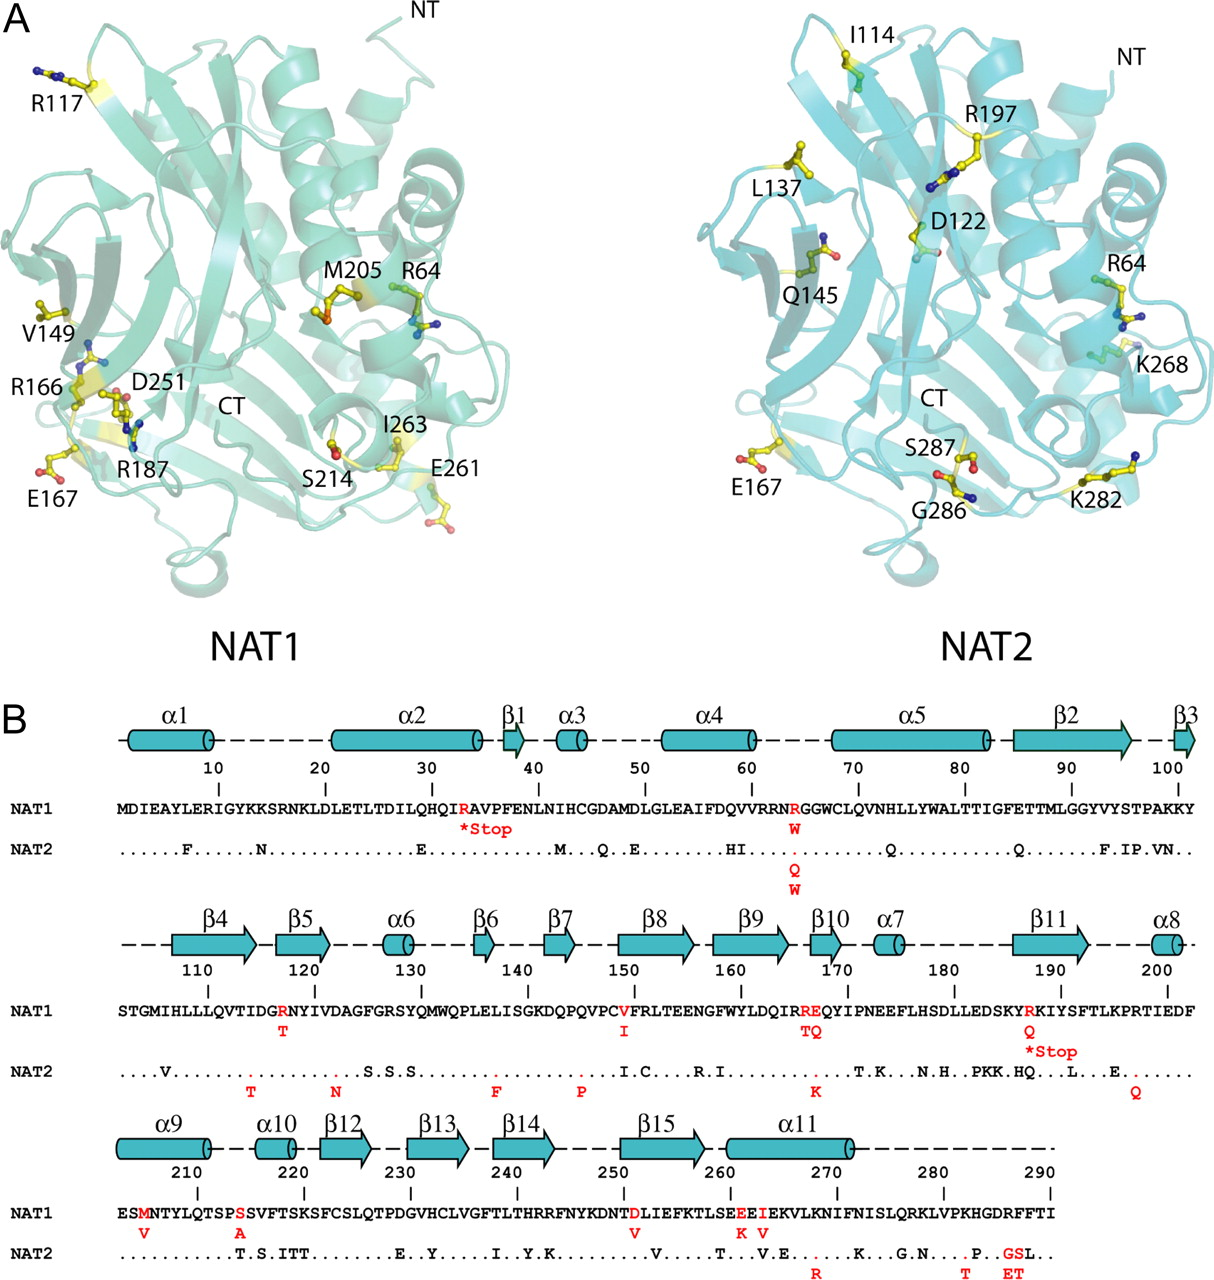 A
NT
R117
M205
R64
V149
R166
D251
CT
I263
R187
S214
E261
E167
NAT1
I114
NT
R197
L137
D122
Q145
R64
K268
CT
S287
E167
G286
K282
NAT2
B
α1 α2 β1 α3 α4 α5 β2 β3
10 20 30 40 50 60 70 80 90 100
NAT1 MDIEAYLERIGYKKSRNKLDLETLTDILQHQIRAVPFENLNIHCGDAMDLGLEAIFDQVVRRNRGGWCLQVNHLLYWALTTIGFETTMLGGYVYSTPAKKY
*Stop W
NAT2 ......F......N..............E............M...Q..E........HI.............Q...........Q.......F.IP.VN..
Q
W
β4 β5 α6 β6 β7 β8 β9 β10 α7 β11 α8
110 120 130 140 150 160 170 180 190 200
NAT1 STGMIHLLLQVTIDGRNYIVDAGFGRSYQMWQPLELISGKDQPQVPCVFRLTEENGFWYLDQIRREQYIPNEEFLHSDLLEDSKYRKIYSFTLKPRTIEDF
T I TQ Q
*Stop
NAT2 ....V..................S.S.S...................I.C....R.I............T.K...N.H..PKK.HQ...L...E.......
T N F P K Q
α9 α10 β12 β13 β14 β15 α11
210 220 230 240 250 260 270 280 290
NAT1 ESMNTYLQTSPSSVFTSKSFCSLQTPDGVHCLVGFTLTHRRFNYKDNTDLIEFKTLSEEEIEKVLKNIFNISLQRKLVPKHGDRFFTI
V A V K V
NAT2 ...........T.S.ITT........E..Y.....I..Y.K.........V.....T...V.E......K...G.N....P..GSL..
R T ET